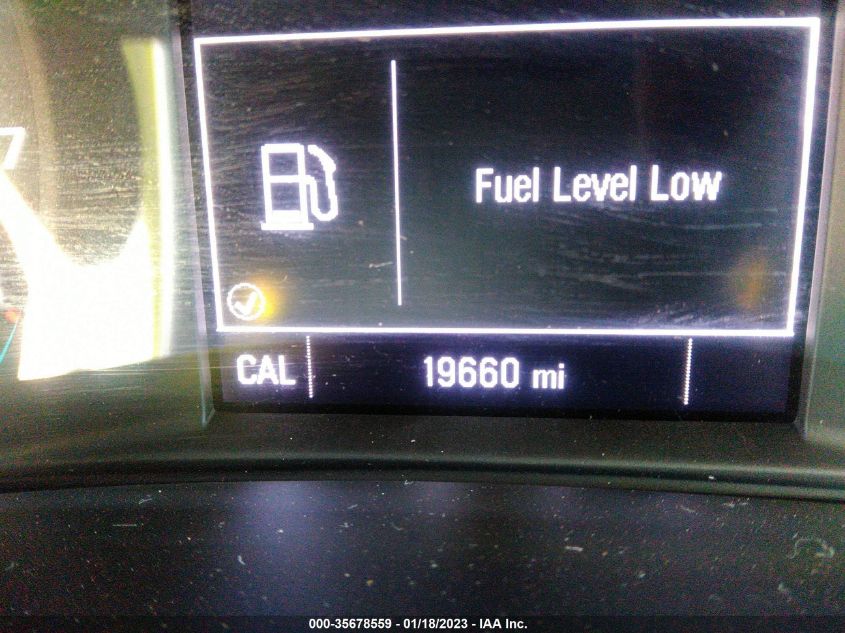 Fuel Level Low
CAL 19660 mi
000-35678559 - 01/18/2023 - IAA Inc.